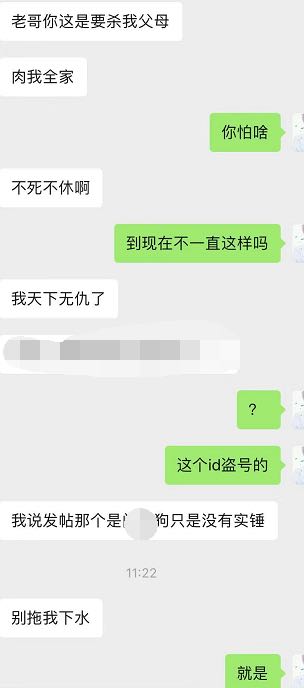 老哥你这是要杀我父母
肉我全家
你怕啥
不死不休啊
到现在不一直这样吗
我天下无仇了
?
这个id盗号的
我说发帖那个是 狗只是没有实锤
11:22
别拖我下水
就是